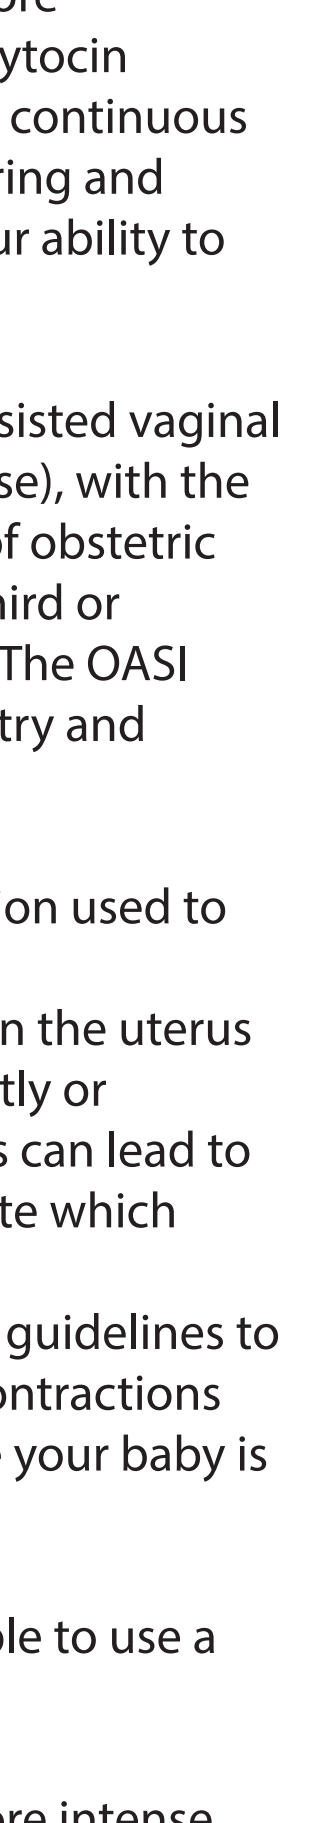 ore
ytocin
continuous
ring and
ur ability to
sisted vaginal
se), with the
of obstetric
hird or
The OASI
try and
ion used to
n the uterus
tly or
s can lead to
te which
guidelines to
ontractions
e your baby is
ble to use a
ore intense